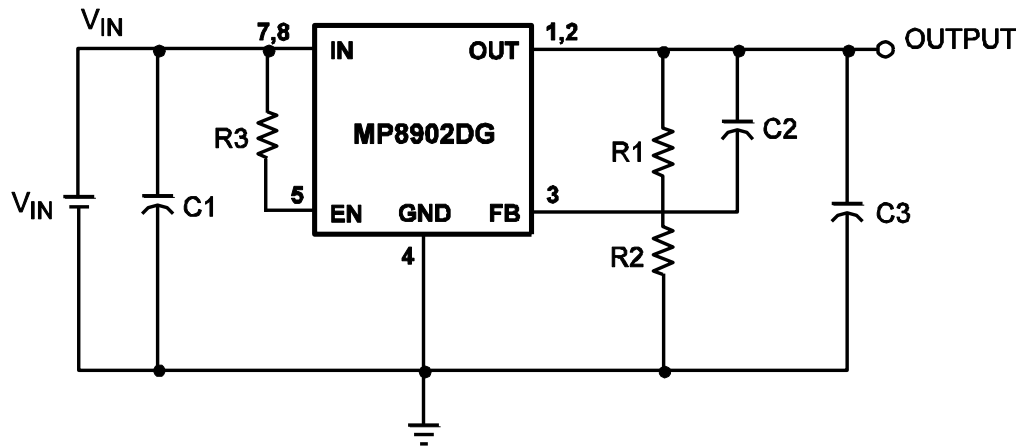 VIN
7,8
1,2
OUTPUT
IN
OUT
MP8902DG
R3
R1
C2
5
3
VIN
C1
EN
GND
FB
C3
4
R2